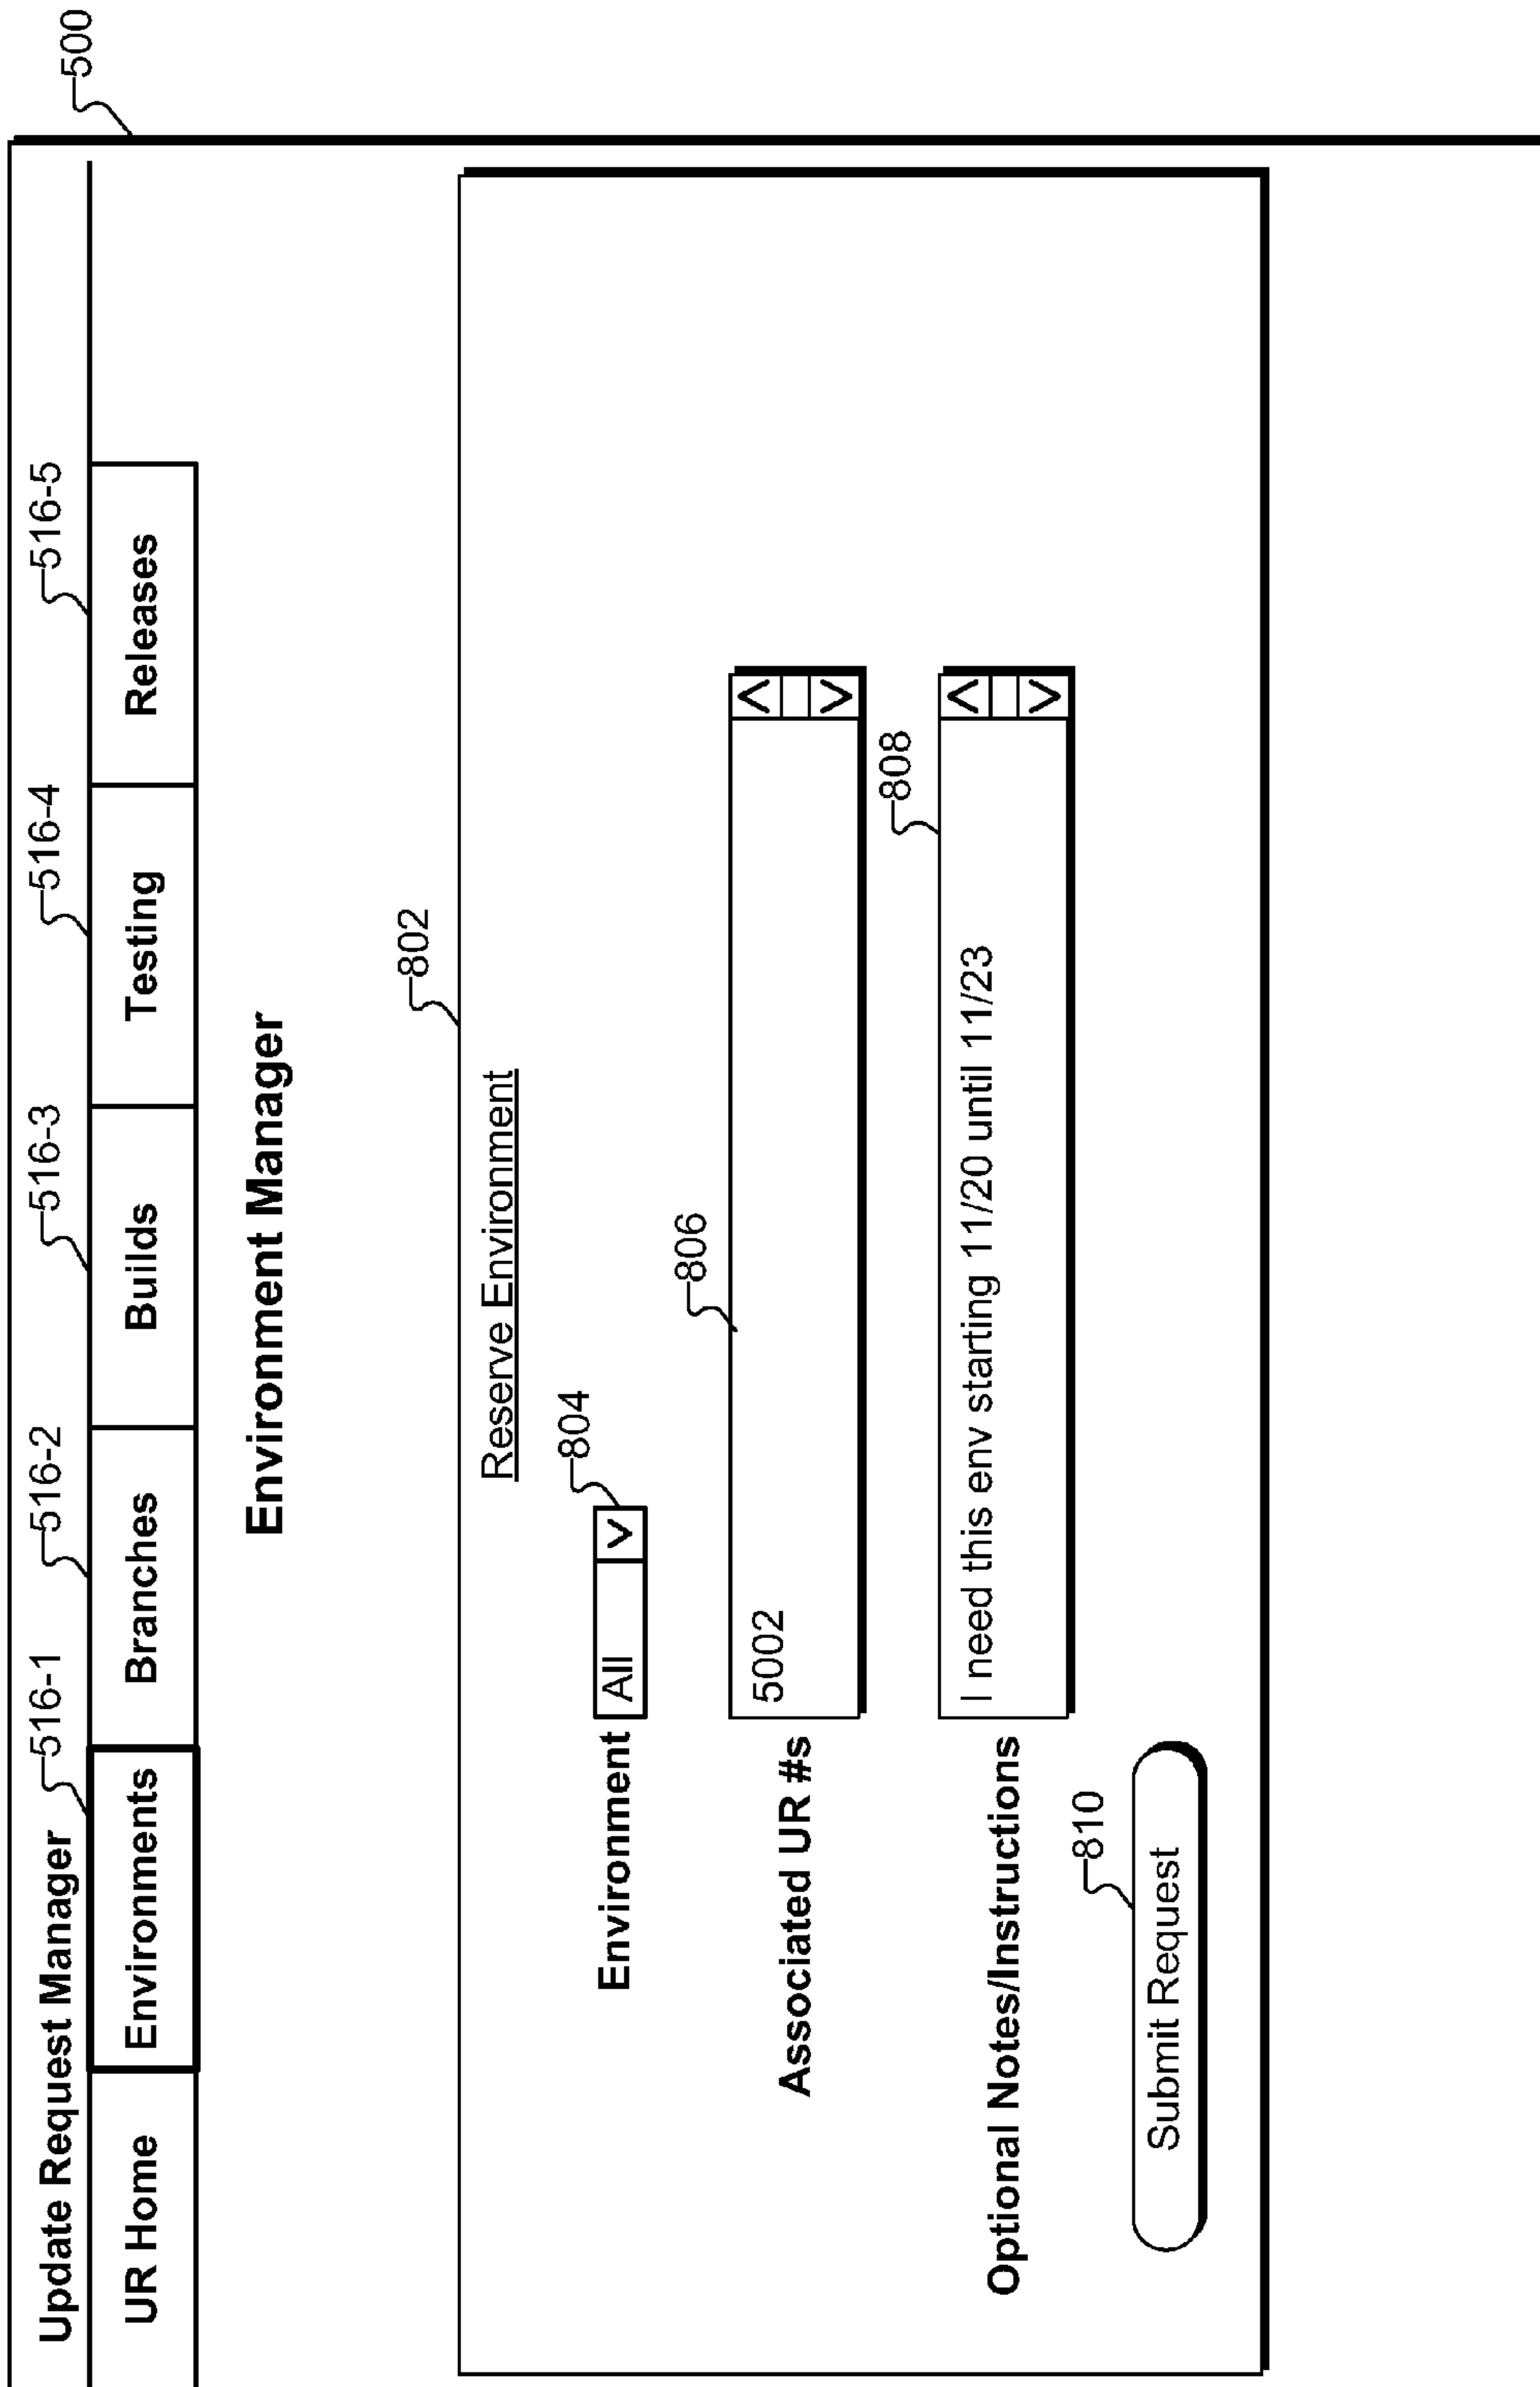 500
Update Request Manager
516-1
516-2
516-3
516-4
516-5
UR Home
Environments
Branches
Builds
Testing
Releases
Environment Manager
802
Reserve Environment
804
Environment
All
806
Associated UR #s
5002
808
Optional Notes/Instructions
I need this env starting 11/20 until 11/23
810
Submit Request